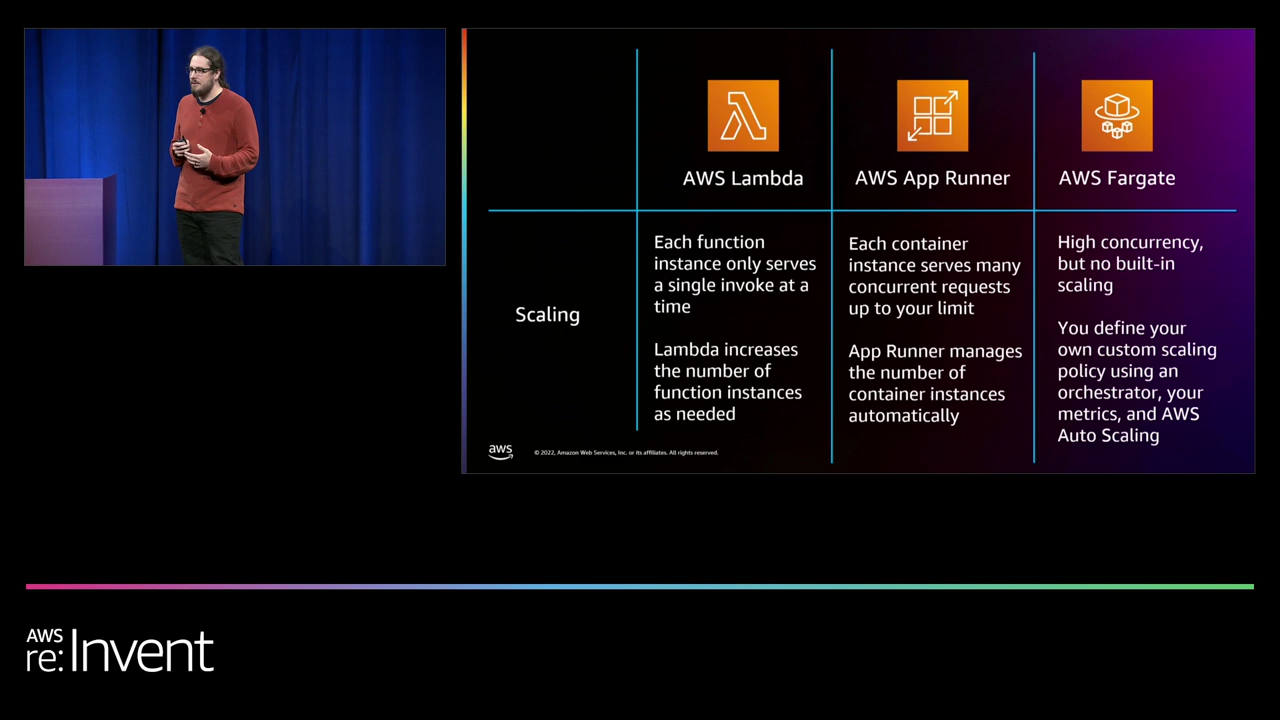 AWS Lambda
AWS App Runner
AWS Fargate
Scaling
Each function
instance only serves
a single invoke at a
time
Lambda increases
the number of
function instances
as needed
Each container
instance serves many
concurrent requests
up to your limit
App Runner manages
the number of
container instances
automatically
High concurrency,
but no built-in
scaling
You define your
own custom scaling
policy using an
orchestrator, your
metrics, and AWS
Auto Scaling
aws
© 2022, Amazon Web Services, Inc. or its affiliates. All rights reserved.
AWS
re:Invent